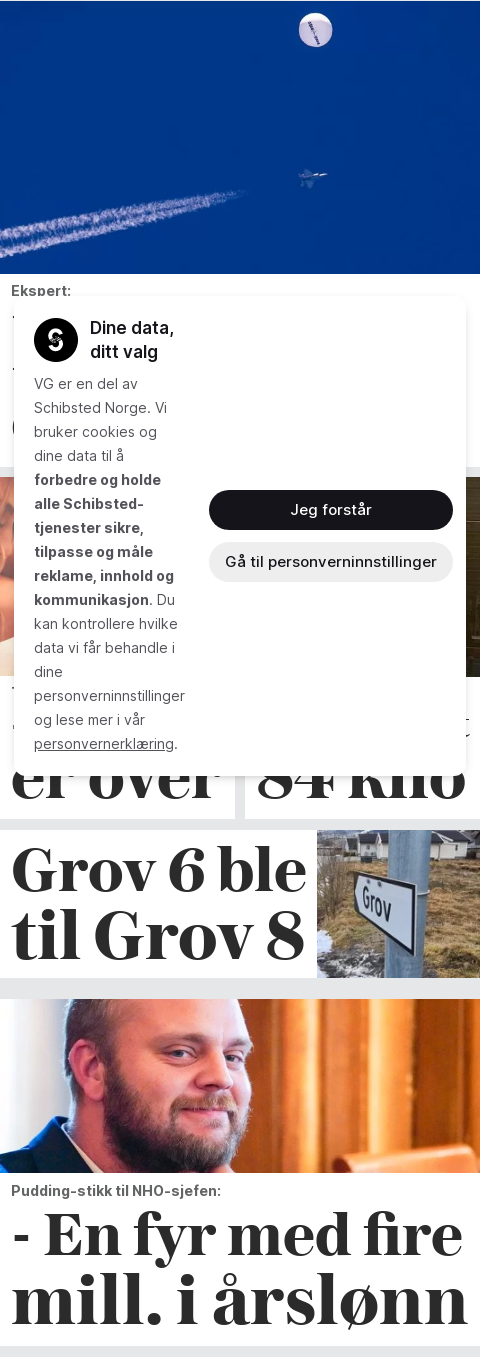 Ekspert:
Dine data,
ditt valg
VG er en del av
Schibsted Norge. Vi
bruker cookies og
dine data til å
forbedre og holde
alle Schibsted-
tjenester sikre,
tilpasse og måle
reklame, innhold og
kommunikasjon. Du
kan kontrollere hvilke
data vi får behandle i
dine
personverninnstillinger
og lese mer i vår
personvernerklæring.
Jeg forstår
Gå til personverninnstillinger
er over
84 kilo
Grov 6 ble
til Grov 8
Grov
Pudding-stikk til NHO-sjefen:
- En fyr med fire
mill. i årslønn